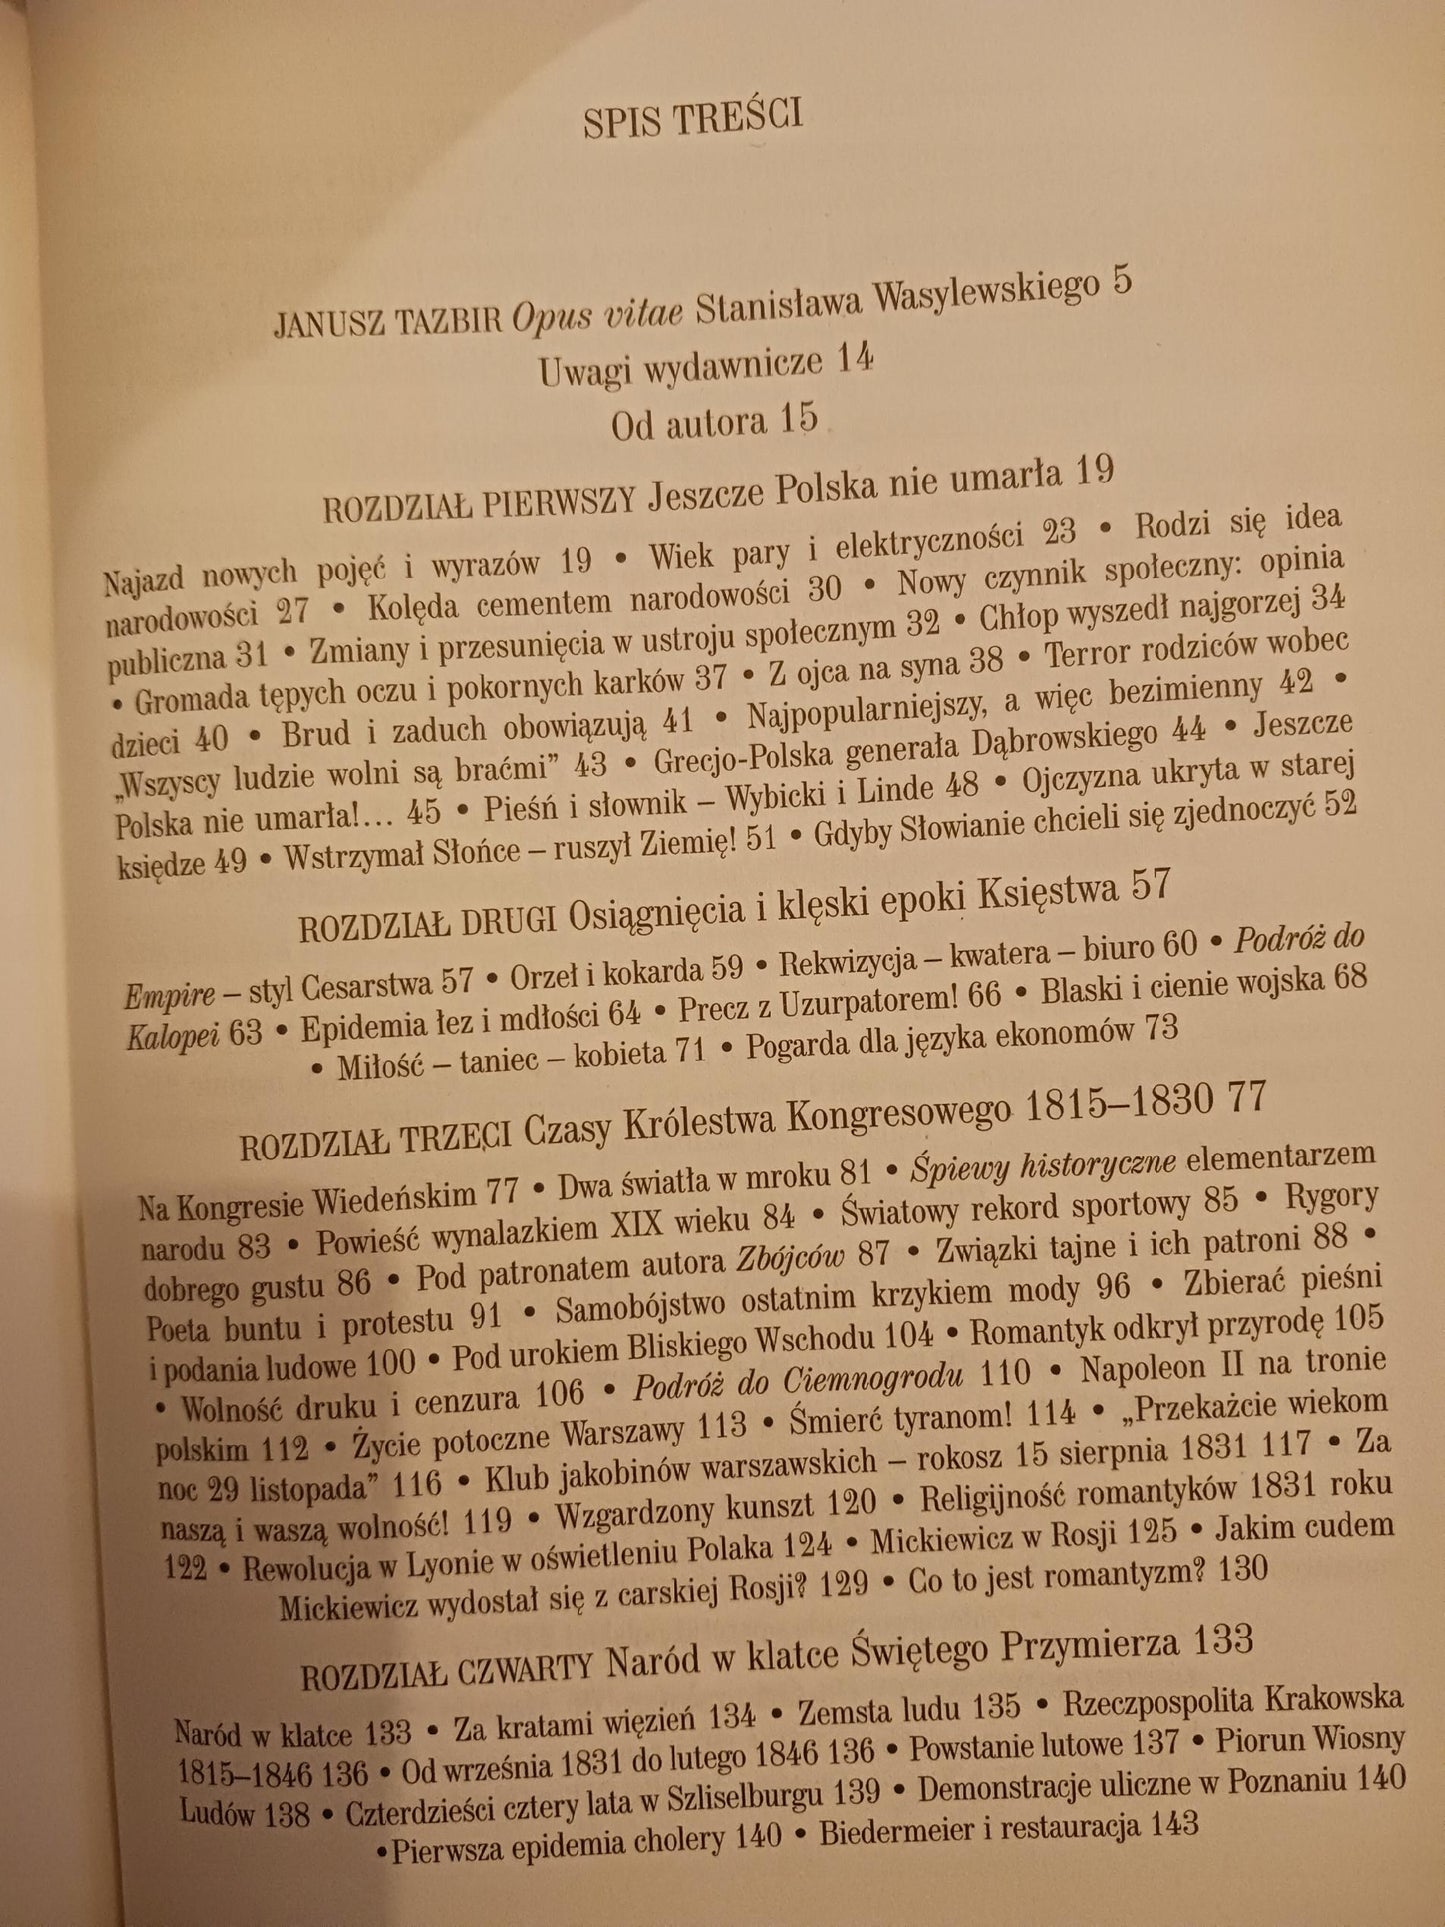 SPIS TREŚCI
JANUSZ TAZBIR Opus vitae Stanisława Wasylewskiego 5
Uwagi wydawnicze 14
Od autora 15
ROZDZIAŁ PIERWSZY Jeszcze Polska nie umarła 19
Najazd nowych pojęć i wyrazów 19 • Wiek pary i elektryczności 23 • Rodzi się idea
narodowości 27 • Kolęda cementem narodowości 30 • Nowy czynnik społeczny: opinia
publiczna 31 • Zmiany i przesunięcia w ustroju społecznym 32 • Chłop wyszedł najgorzej 34
• Gromada tępych oczu i pokornych karków 37 • Z ojca na syna 38 • Terror rodziców wobec
dzieci 40 • Brud i zaduch obowiązują 41 • Najpopularniejszy, a więc bezimienny 42 •
„Wszyscy ludzie wolni są braćmi” 43 • Grecjo-Polska generała Dąbrowskiego 44 • Jeszcze
Polska nie umarła!... 45 • Pieśń i słownik – Wybicki i Linde 48 • Ojczyzna ukryta w starej
księdze 49 • Wstrzymał Słońce – ruszył Ziemię! 51 • Gdyby Słowianie chcieli się zjednoczyć 52
ROZDZIAŁ DRUGI Osiągnięcia i klęski epoki Księstwa 57
Empire – styl Cesarstwa 57 • Orzeł i kokarda 59 • Rekwizycja – kwatera – biuro 60 • Podróż do
Kalopei 63 • Epidemia łez i mdłości 64 • Precz z Uzurpatorem! 66 • Blaski i cienie wojska 68
• Miłość – taniec – kobieta 71 • Pogarda dla języka ekonomów 73
ROZDZIAŁ TRZECI Czasy Królestwa Kongresowego 1815–1830 77
Na Kongresie Wiedeńskim 77 • Dwa światła w mroku 81 • Śpiewy historyczne elementarzem
narodu 83 • Powieść wynalazkiem XIX wieku 84 • Światowy rekord sportowy 85 • Rygory
dobrego gustu 86 • Pod patronatem autora Zbójców 87 • Związki tajne i ich patroni 88 •
Poeta buntu i protestu 91 • Samobójstwo ostatnim krzykiem mody 96 • Zbierać pieśni
i podania ludowe 100 • Pod urokiem Bliskiego Wschodu 104 • Romantyk odkrył przyrodę 105
• Wolność druku i cenzura 106 • Podróż do Ciemnogrodu 110 • Napoleon II na tronie
polskim 112 • Życie potoczne Warszawy 113 • Śmierć tyranom! 114 • „Przekażcie wiekom
noc 29 listopada” 116 • Klub jakobinów warszawskich – rokosz 15 sierpnia 1831 117 • Za
naszą i waszą wolność! 119 • Wzgardzony kunszt 120 • Religijność romantyków 1831 roku
122 • Rewolucja w Lyonie w oświetleniu Polaka 124 • Mickiewicz w Rosji 125 • Jakim cudem
Mickiewicz wydostał się z carskiej Rosji? 129 • Co to jest romantyzm? 130
ROZDZIAŁ CZWARTY Naród w klatce Świętego Przymierza 133
Naród w klatce 133 • Za kratami więzień 134 • Zemsta ludu 135 • Rzeczpospolita Krakowska
1815–1846 136 • Od września 1831 do lutego 1846 136 • Powstanie lutowe 137 • Piorun Wiosny
Ludów 138 • Czterdzieści cztery lata w Szliselburgu 139 • Demonstracje uliczne w Poznaniu 140
• Pierwsza epidemia cholery 140 • Biedermeier i restauracja 143